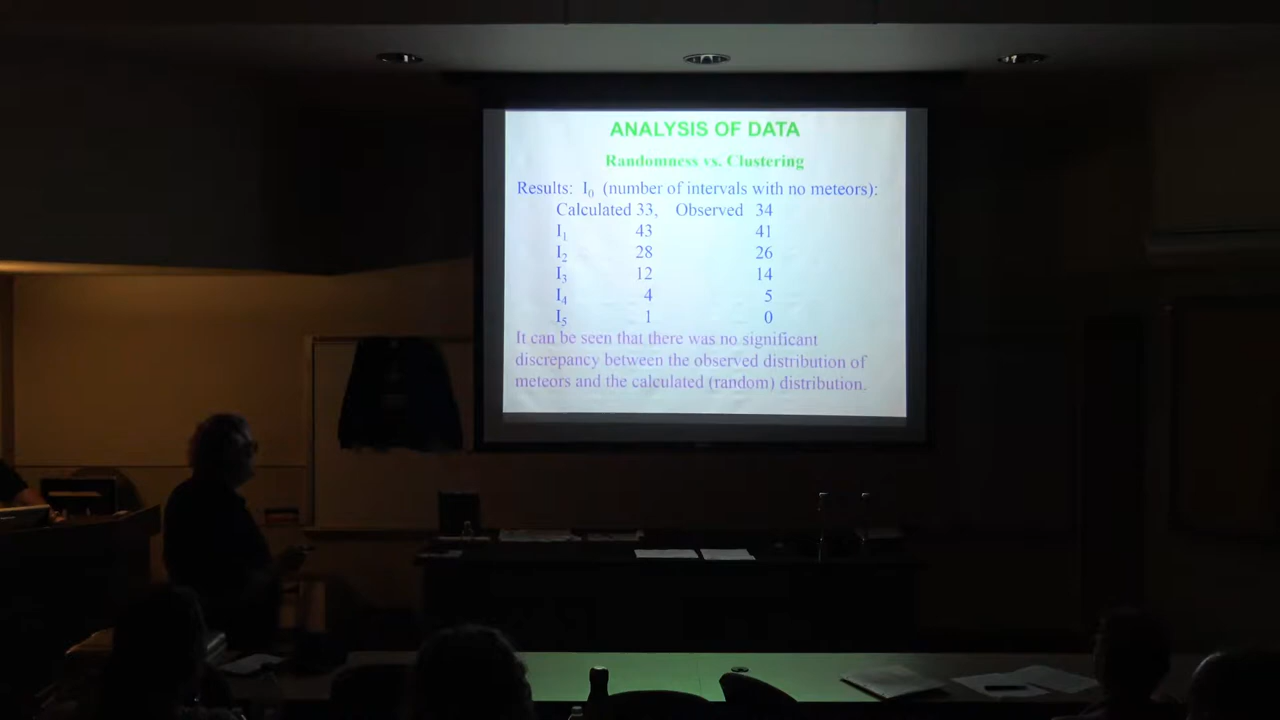 ANALYSIS OF DATA
Randomness vs. Clustering
Results: I₀ (number of intervals with no meteors):
Calculated 33, Observed 34
I₁ 43 41
I₂ 28 26
I₃ 12 14
I₄ 4 5
I₅ 1 0
It can be seen that there was no significant
discrepancy between the observed distribution of
meteors and the calculated (random) distribution.